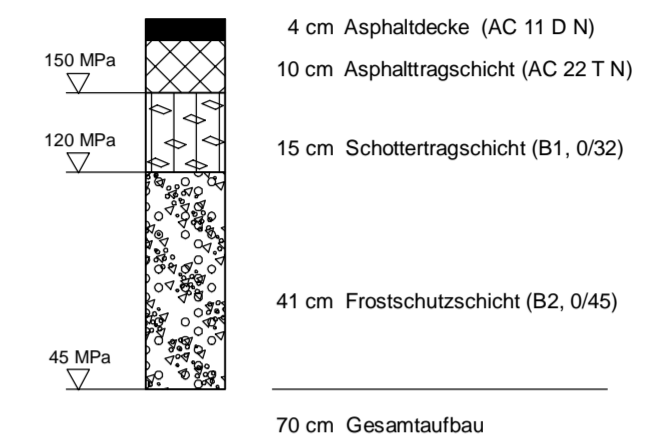 4 cm Asphaltdecke (AC 11 D N)
150 MPa
10 cm Asphalttragschicht (AC 22 T N)
120 MPa
15 cm Schottertragschicht (B1, 0/32)
41 cm Frostschutzschicht (B2, 0/45)
45 MPa
70 cm Gesamtaufbau